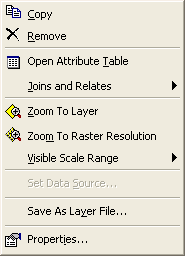 Copy
Remove
Open Attribute Table
Joins and Relates
Zoom To Layer
Zoom To Raster Resolution
Visible Scale Range
Set Data Source...
Save As Layer File...
Properties...